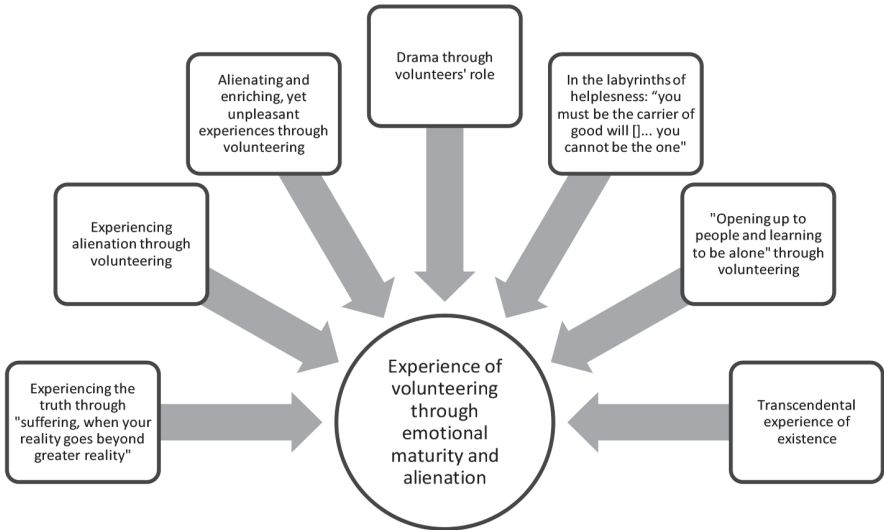 Experiencing the
truth through
"suffering, when your
reality goes beyond
greater reality"
Experiencing
alienation through
volunteering
Alienating and
enriching, yet
unpleasant
experiences through
volunteering
Drama through
volunteers' role
In the labyrinths of
helplesness: “you
must be the carrier of
good will []... you
cannot be the one"
"Opening up to
people and learning
to be alone" through
volunteering
Transcendental
experience of
existence
Experience of
volunteering
through
emotional
maturity and
alienation